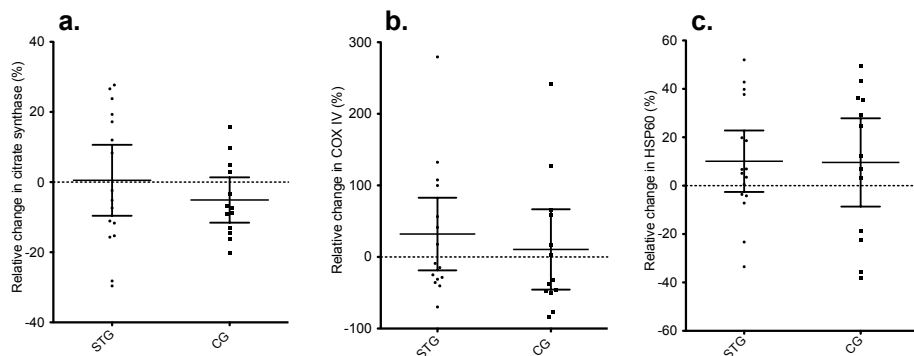 a.
Relative change in citrate synthase (%)
40
20
0
-20
-40
STG
CG
b.
Relative change in COX IV (%)
300
200
100
0
-100
STG
CG
c.
Relative change in HSP60 (%)
60
40
20
0
-20
-40
-60
STG
CG